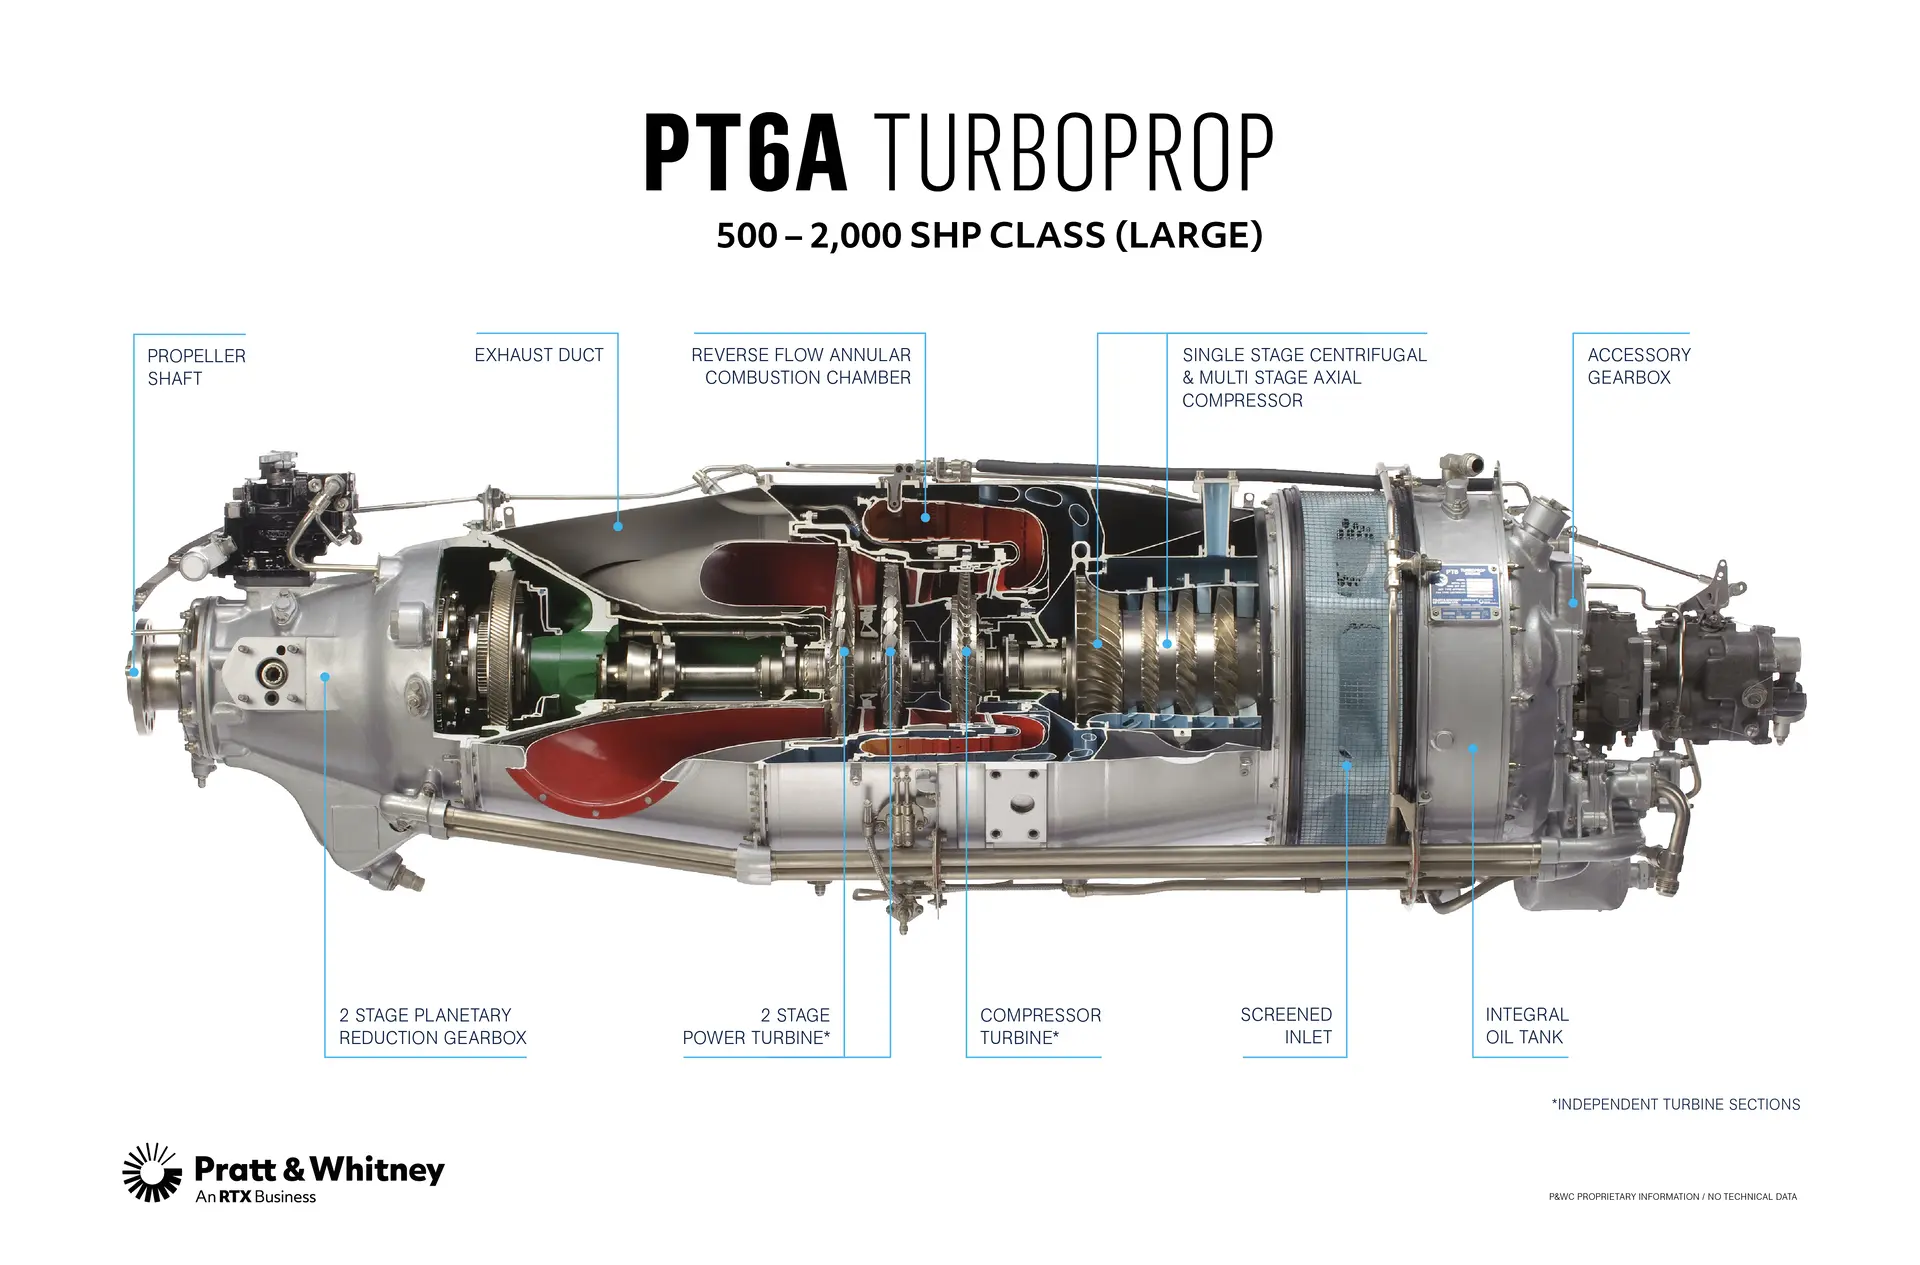 PT6A TURBOPROP
500 – 2,000 SHP CLASS (LARGE)
PROPELLER
SHAFT
EXHAUST DUCT
REVERSE FLOW ANNULAR
COMBUSTION CHAMBER
SINGLE STAGE CENTRIFUGAL
& MULTI STAGE AXIAL
COMPRESSOR
ACCESSORY
GEARBOX
PT6
2 STAGE PLANETARY
REDUCTION GEARBOX
2 STAGE
POWER TURBINE*
COMPRESSOR
TURBINE*
SCREENED
INLET
INTEGRAL
OIL TANK
*INDEPENDENT TURBINE SECTIONS
Pratt & Whitney
An RTX Business
P&WC PROPRIETARY INFORMATION / NO TECHNICAL DATA